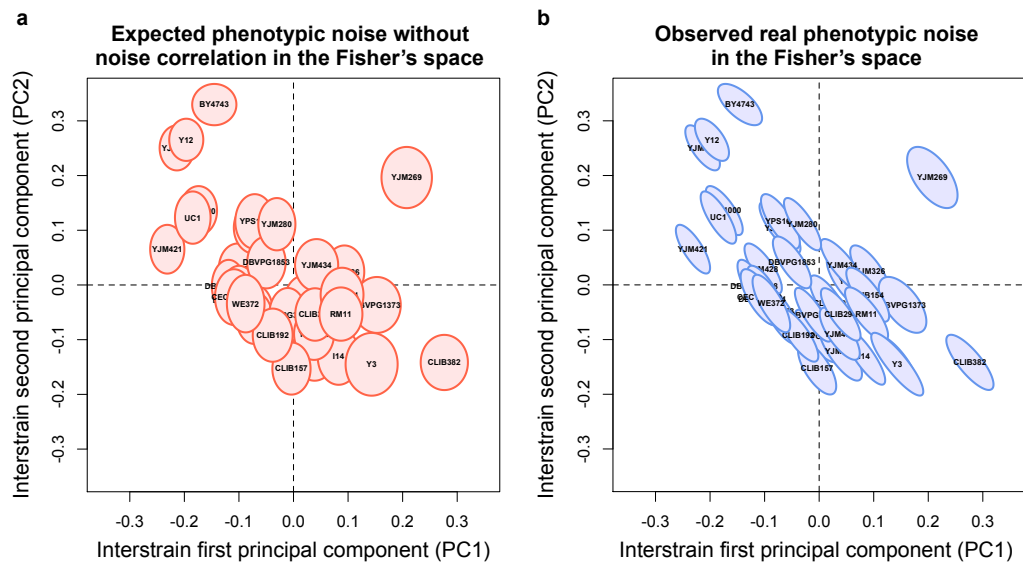 a
Expected phenotypic noise without
noise correlation in the Fisher's space
Interstrain second principal component (PC2)
0.3
0.2
0.1
0.0
-0.1
-0.2
-0.3
-0.3
-0.2
-0.1
0.0
0.1
0.2
0.3
Interstrain first principal component (PC1)
BY4743
Y12
YJM269
UC1
YPS1
YJM280
YJM421
DBVPG1853
YJM434
WE372
CLIB192
RM11
BVPG1373
CLIB157
I14
Y3
CLIB382
b
Observed real phenotypic noise
in the Fisher's space
Interstrain second principal component (PC2)
0.3
0.2
0.1
0.0
-0.1
-0.2
-0.3
-0.3
-0.2
-0.1
0.0
0.1
0.2
0.3
Interstrain first principal component (PC1)
BY4743
Y12
YJM269
UC1
YJM280
YJM421
DBVPG1853
YJM434
YJM326
WE372
BVPG1373
CLIB29
RM11
CLIB157
Y3
CLIB382